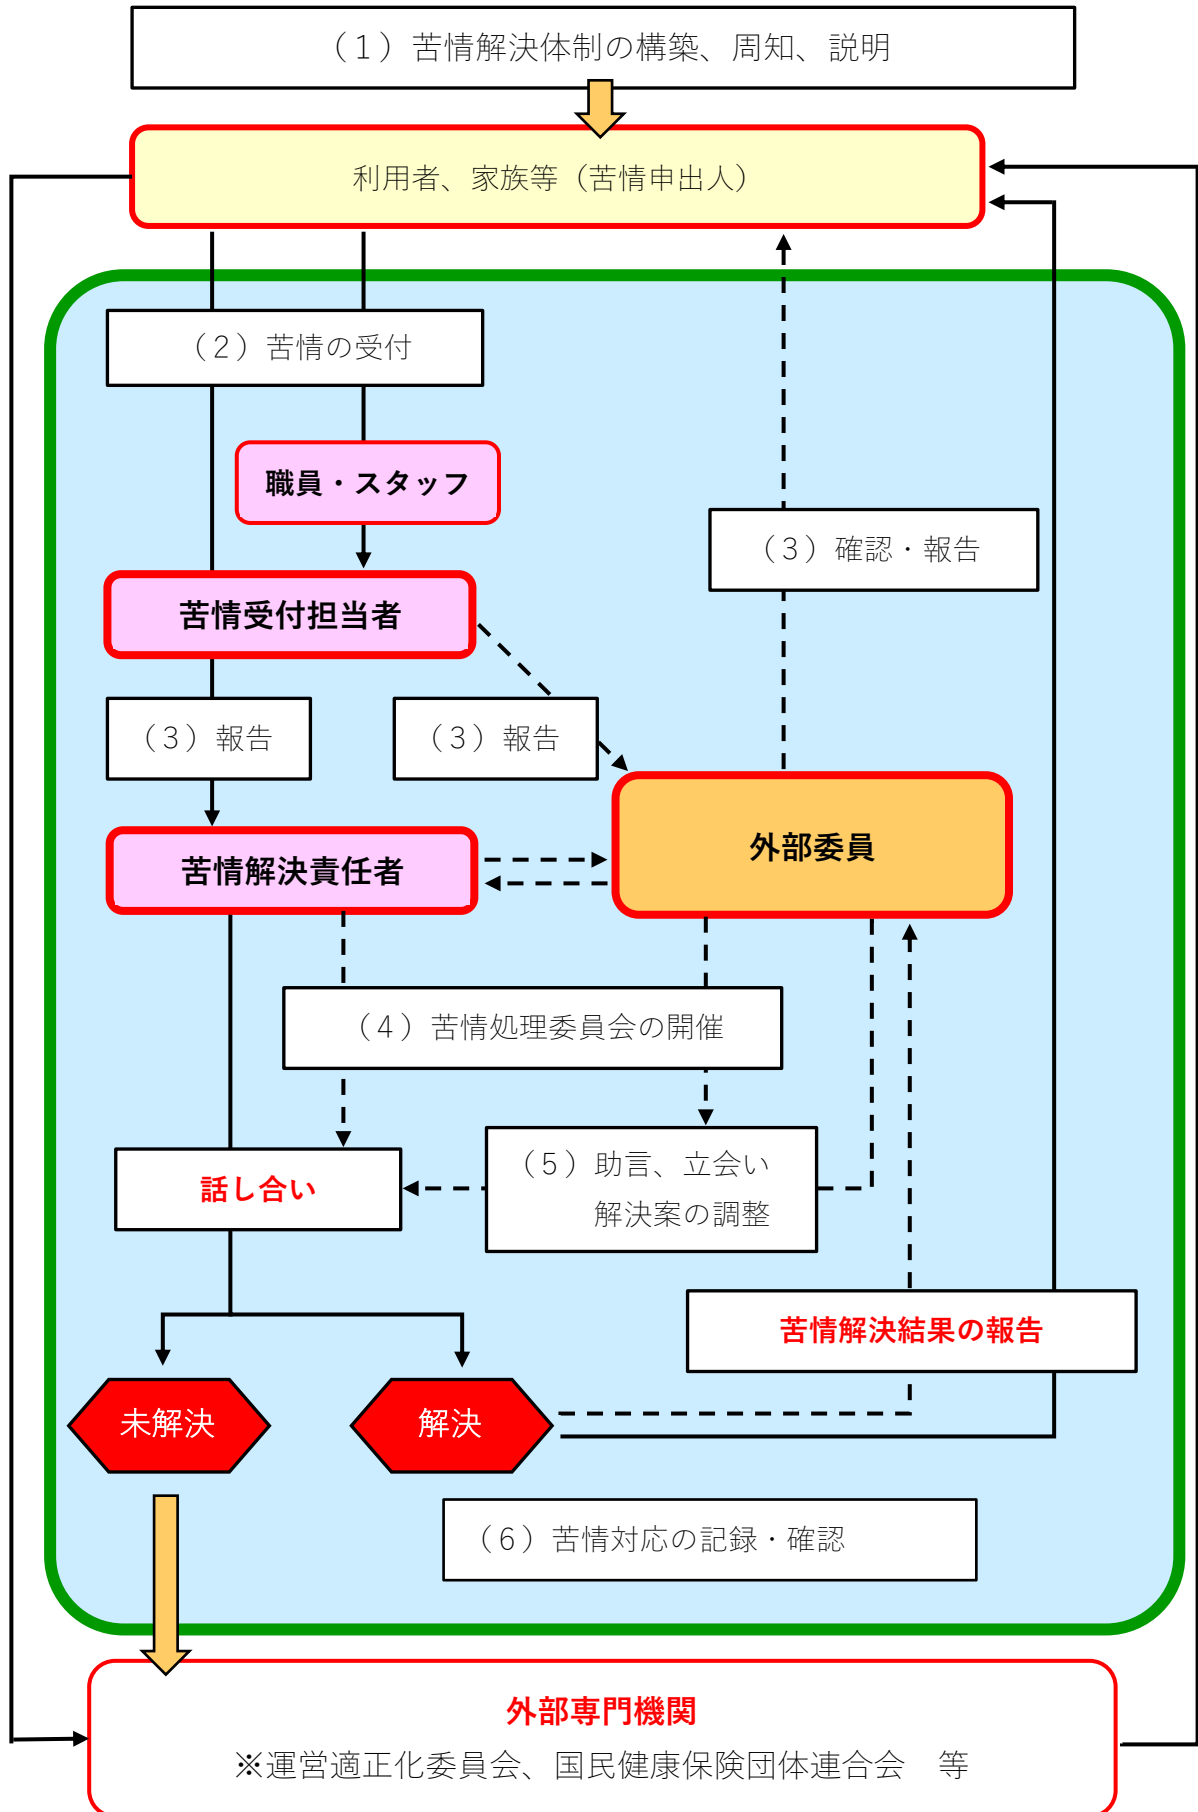 （１）苦情解決体制の構築、周知、説明
利用者、家族等（苦情申出人）
（２）苦情の受付
職員・スタッフ
（３）確認・報告
苦情受付担当者
（３）報告
（３）報告
外部委員
苦情解決責任者
（４）苦情処理委員会の開催
（５）助言、立会い
解決案の調整
話し合い
苦情解決結果の報告
未解決
解決
（６）苦情対応の記録・確認
外部専門機関
※運営適正化委員会、国民健康保険団体連合会　等